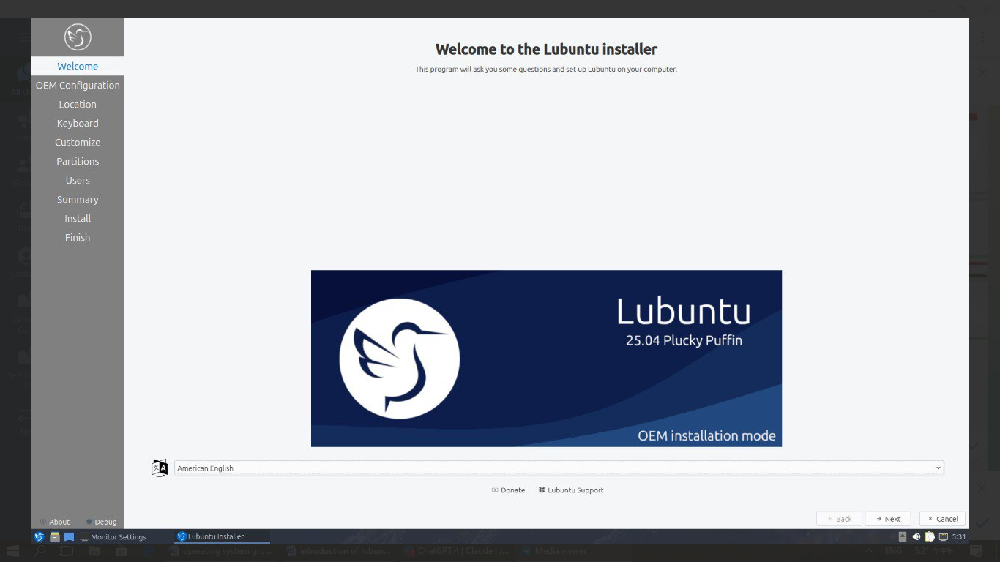 Welcome to the Lubuntu installer
This program will ask you some questions and set up Lubuntu on your computer.
Welcome
OEM Configuration
Location
Keyboard
Customize
Partitions
Users
Summary
Install
Finish
Lubuntu
25.04 Plucky Puffin
OEM installation mode
American English
Donate
Lubuntu Support
About
Debug
Back
Next
Cancel
Monitor Settings
Lubuntu Installer
5:31
operating system gro...
introduction of lubun...
ChatGPT 4 | Claude | J...
Media viewer
ENG
5:21